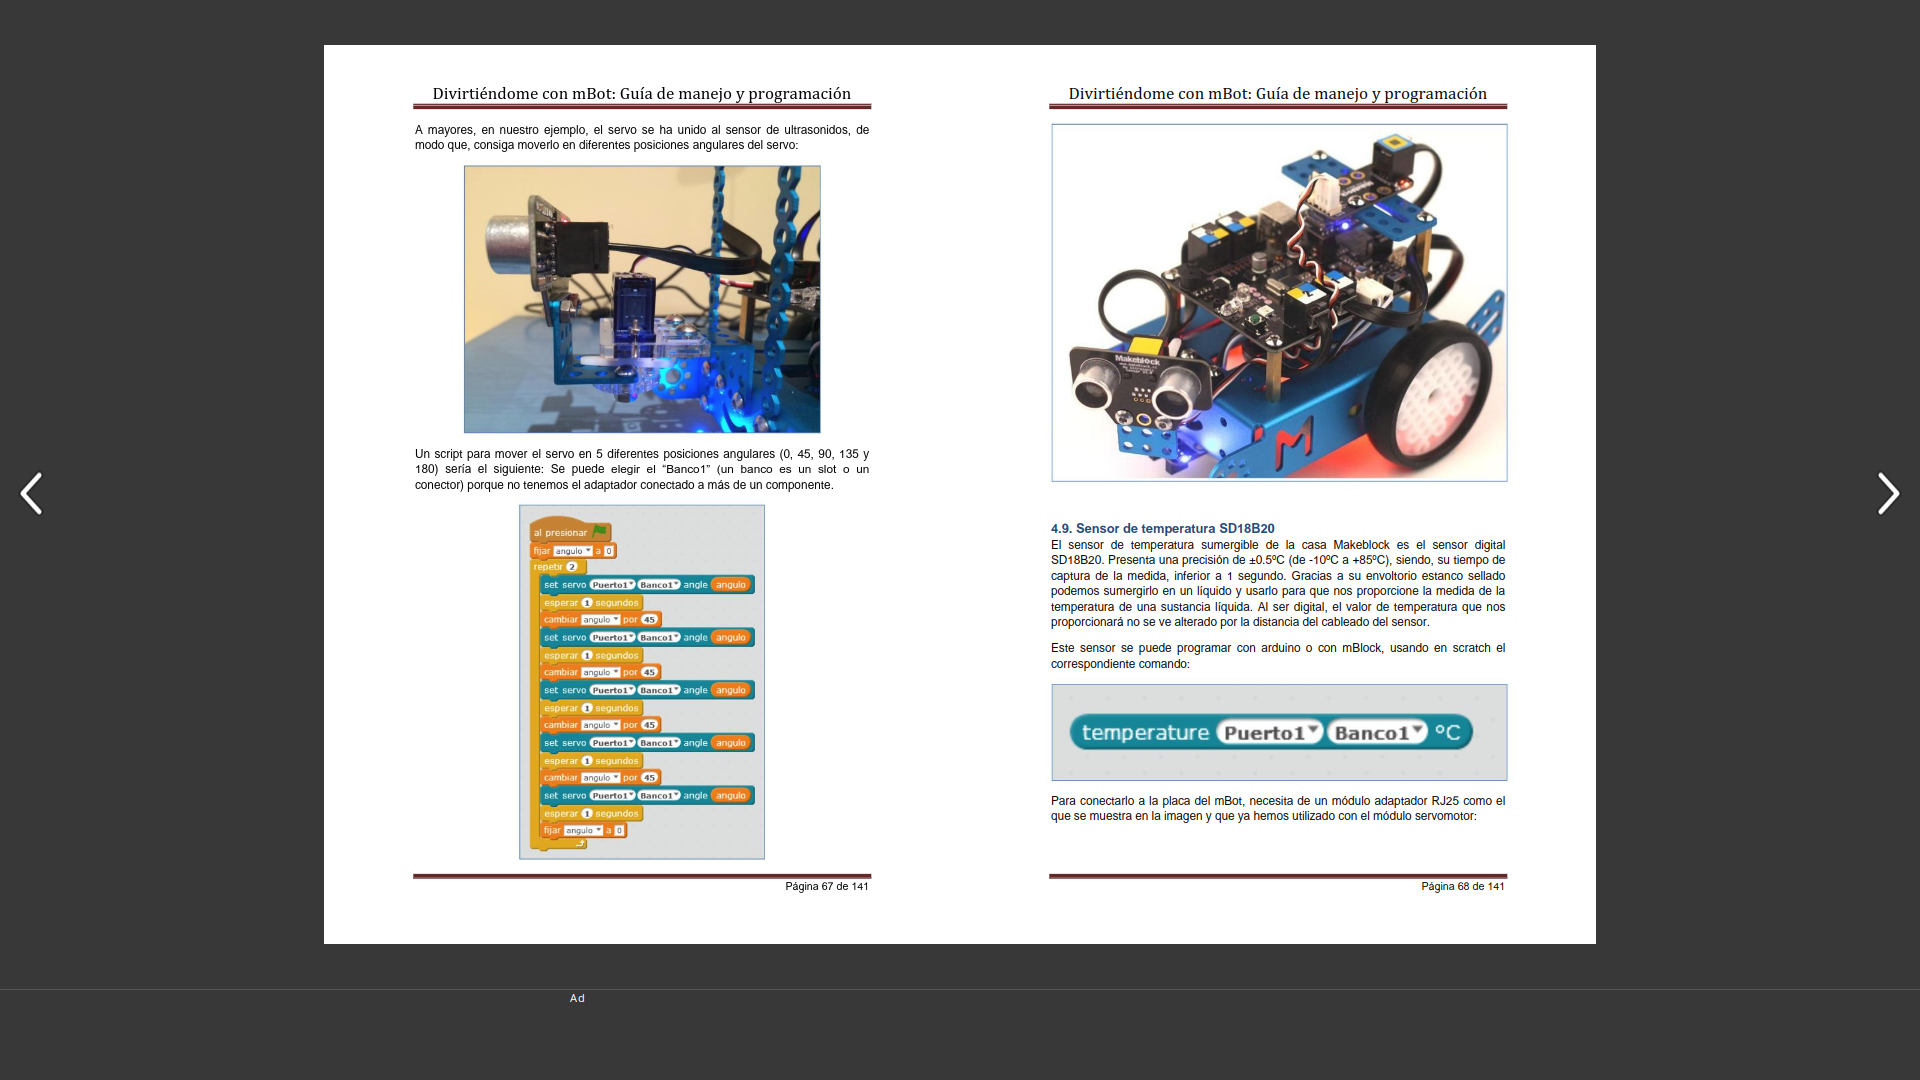 Divirtiéndome con mBot: Guía de manejo y programación
A mayores, en nuestro ejemplo, el servo se ha unido al sensor de ultrasonidos, de
modo que, consiga moverlo en diferentes posiciones angulares del servo:
Un script para mover el servo en 5 diferentes posiciones angulares (0, 45, 90, 135 y
180) sería el siguiente: Se puede elegir el “Banco1” (un banco es un slot o un
conector) porque no tenemos el adaptador conectado a más de un componente.
al presionar
fijar angulo a 0
repetir 2
set servo Puerto1 Banco1 angle angulo
esperar 1 segundos
cambiar angulo por 45
set servo Puerto1 Banco1 angle angulo
esperar 1 segundos
cambiar angulo por 45
set servo Puerto1 Banco1 angle angulo
esperar 1 segundos
cambiar angulo por 45
set servo Puerto1 Banco1 angle angulo
esperar 1 segundos
cambiar angulo por 45
set servo Puerto1 Banco1 angle angulo
esperar 1 segundos
fijar angulo a 0
Página 67 de 141
Divirtiéndome con mBot: Guía de manejo y programación
Makeblock
4.9. Sensor de temperatura SD18B20
El sensor de temperatura sumergible de la casa Makeblock es el sensor digital
SD18B20. Presenta una precisión de ±0.5ºC (de -10ºC a +85ºC), siendo, su tiempo de
captura de la medida, inferior a 1 segundo. Gracias a su envoltorio estanco sellado
podemos sumergirlo en un líquido y usarlo para que nos proporcione la medida de la
temperatura de una sustancia líquida. Al ser digital, el valor de temperatura que nos
proporcionará no se ve alterado por la distancia del cableado del sensor.
Este sensor se puede programar con arduino o con mBlock, usando en scratch el
correspondiente comando:
temperature Puerto1 Banco1 ºC
Para conectarlo a la placa del mBot, necesita de un módulo adaptador RJ25 como el
que se muestra en la imagen y que ya hemos utilizado con el módulo servomotor:
Página 68 de 141
Ad